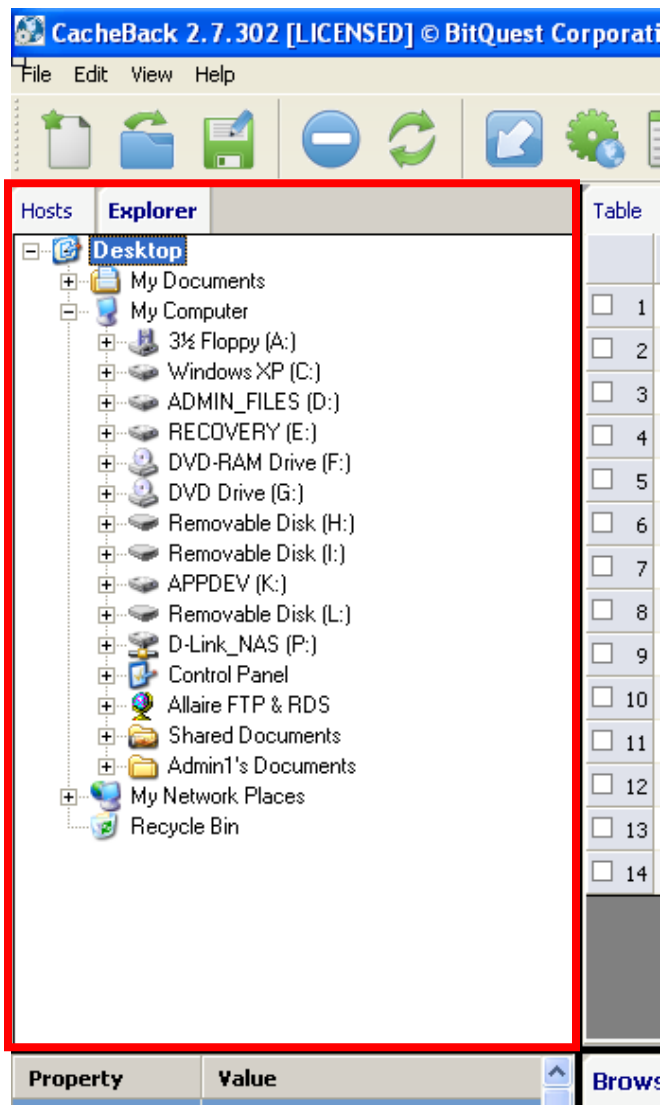 CacheBack 2.7.302 [LICENSED] © BitQuest Corporati
File Edit View Help
Hosts Explorer Table
Desktop
My Documents
My Computer
3½ Floppy (A:)
Windows XP (C:)
ADMIN_FILES (D:)
RECOVERY (E:)
DVD-RAM Drive (F:)
DVD Drive (G:)
Removable Disk (H:)
Removable Disk (I:)
APPDEV (K:)
Removable Disk (L:)
D-Link_NAS (P:)
Control Panel
Allaire FTP & RDS
Shared Documents
Admin1's Documents
My Network Places
Recycle Bin
1
2
3
4
5
6
7
8
9
10
11
12
13
14
Property Value Brows